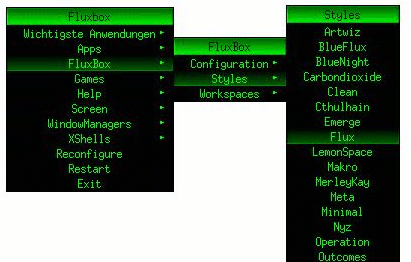 Fluxbox
Wichtigste Anwendungen
Apps
FluxBox
Games
Help
Screen
WindowManagers
XShells
Reconfigure
Restart
Exit
FluxBox
Configuration
Styles
Workspaces
Styles
Artwiz
BlueFlux
BlueNight
Carbondioxide
Clean
Cthulhain
Emerge
Flux
LemonSpace
Makro
MerleyKay
Meta
Minimal
Nyz
Operation
Outcomes